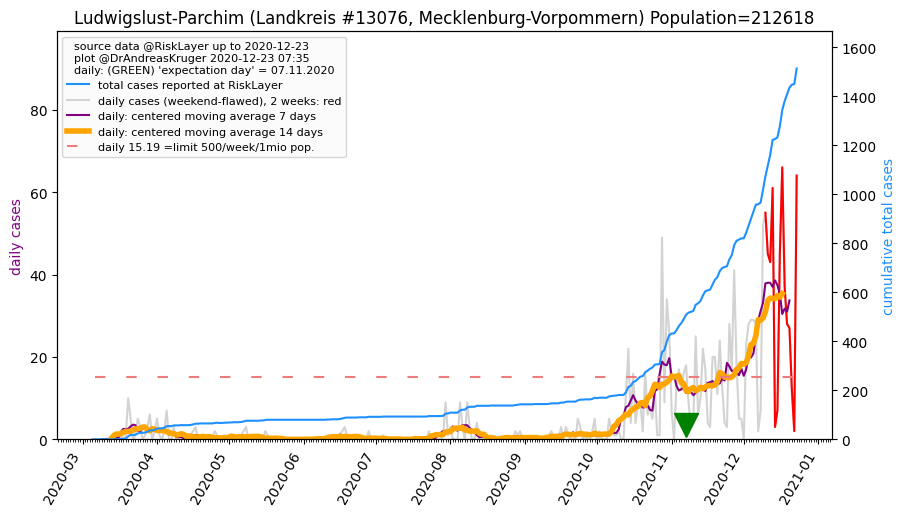 Ludwigslust-Parchim (Landkreis #13076, Mecklenburg-Vorpommern) Population=212618
source data @RiskLayer up to 2020-12-23
plot @DrAndreasKruger 2020-12-23 07:35
daily: (GREEN) 'expectation day' = 07.11.2020
total cases reported at RiskLayer
daily cases (weekend-flawed), 2 weeks: red
daily: centered moving average 7 days
daily: centered moving average 14 days
daily 15.19 =limit 500/week/1mio pop.
daily cases
80
60
40
20
0
cumulative total cases
1600
1400
1200
1000
800
600
400
200
0
2020-03
2020-04
2020-05
2020-06
2020-07
2020-08
2020-09
2020-10
2020-11
2020-12
2021-01